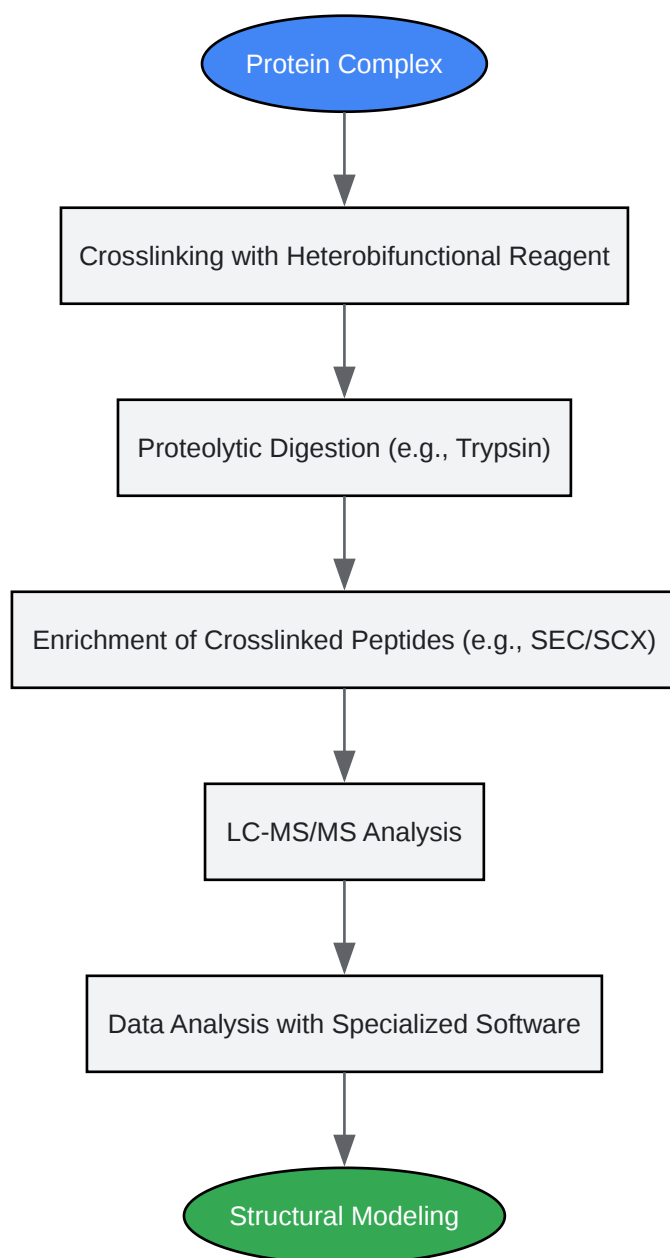 Protein Complex
Crosslinking with Heterobifunctional Reagent
Proteolytic Digestion (e.g., Trypsin)
Enrichment of Crosslinked Peptides (e.g., SEC/SCX)
LC-MS/MS Analysis
Data Analysis with Specialized Software
Structural Modeling